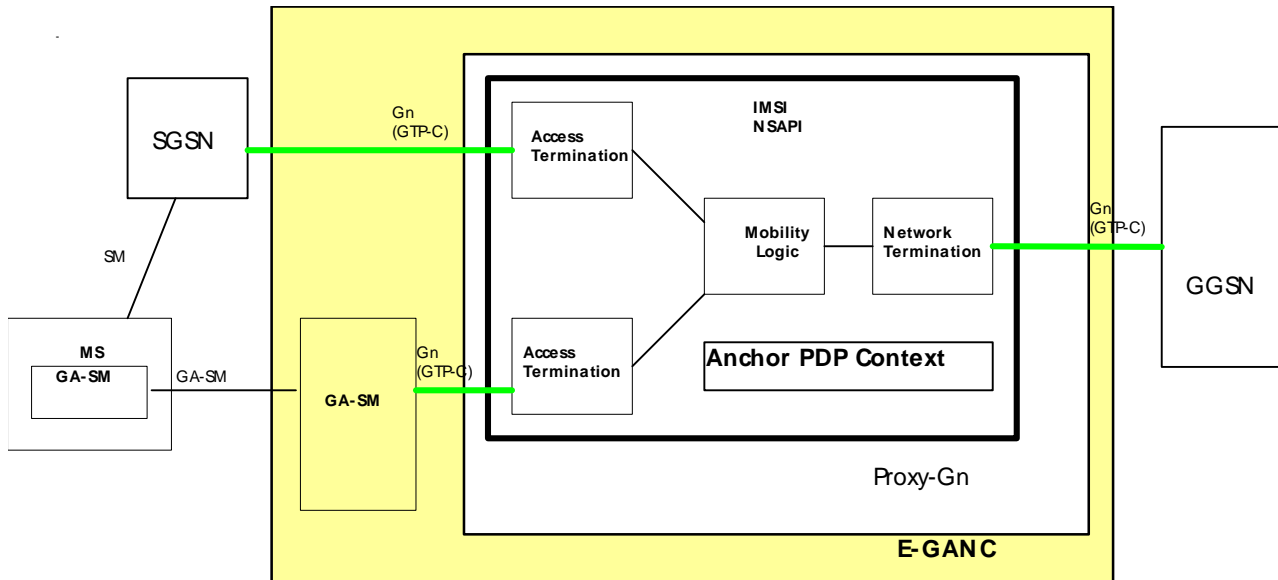 IMSI
NSAPI
Gn
(GTP-C)
Access
Termination
SGSN
Gn
(GTP-C)
Mobility
Logic
Network
Termination
SM
GGSN
MS
GA-SM
GA-SM
GA-SM
Gn
(GTP-C)
Access
Termination
Anchor PDP Context
Proxy-Gn
E-GANC